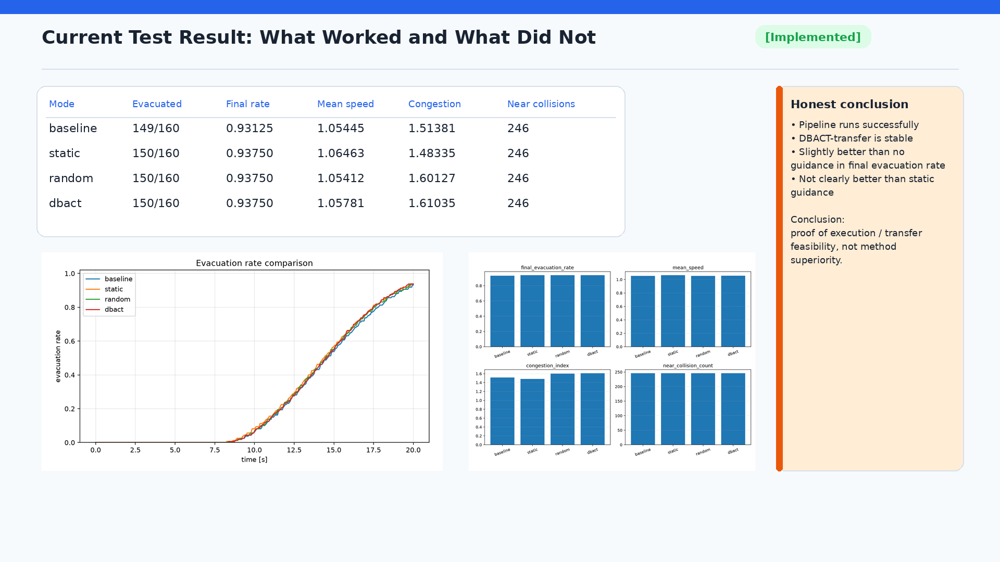 Current Test Result: What Worked and What Did Not
[Implemented]
Mode Evacuated Final rate Mean speed Congestion Near collisions
baseline 149/160 0.93125 1.05445 1.51381 246
static 150/160 0.93750 1.06463 1.48335 246
random 150/160 0.93750 1.05412 1.60127 246
dbact 150/160 0.93750 1.05781 1.61035 246
Evacuation rate comparison
baseline
static
random
dbact
evacuation rate
1.0
0.8
0.6
0.4
0.2
0.0
0.0 2.5 5.0 7.5 10.0 12.5 15.0 17.5 20.0
time [s]
final_evacuation_rate
0.8
0.6
0.4
0.2
0.0
baseline static random dbact
mean_speed
1.0
0.8
0.6
0.4
0.2
0.0
baseline static random dbact
congestion_index
1.6
1.4
1.2
1.0
0.8
0.6
0.4
0.2
0.0
baseline static random dbact
near_collision_count
250
200
150
100
50
0
baseline static random dbact
Honest conclusion
• Pipeline runs successfully
• DBACT-transfer is stable
• Slightly better than no
guidance in final evacuation rate
• Not clearly better than static
guidance
Conclusion:
proof of execution / transfer
feasibility, not method
superiority.